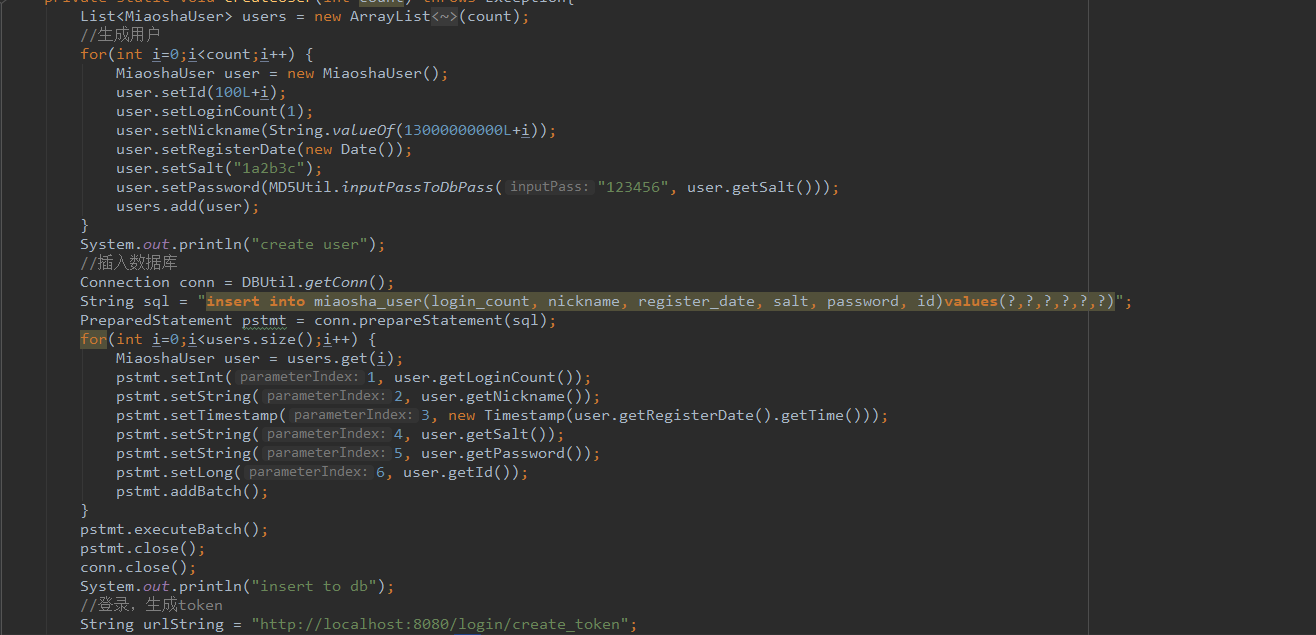 private static void createUser(int count) throws Exception{
List<MiaoshaUser> users = new ArrayList<~>(count);
//生成用户
for(int i=0;i<count;i++) {
MiaoshaUser user = new MiaoshaUser();
user.setId(100L+i);
user.setLoginCount(1);
user.setNickname(String.valueOf(13000000000L+i));
user.setRegisterDate(new Date());
user.setSalt("1a2b3c");
user.setPassword(MD5Util.inputPassToDbPass( inputPass: "123456", user.getSalt()));
users.add(user);
}
System.out.println("create user");
//插入数据库
Connection conn = DBUtil.getConn();
String sql = "insert into miaosha_user(login_count, nickname, register_date, salt, password, id)values(?,?,?,?,?,?)";
PreparedStatement pstmt = conn.prepareStatement(sql);
for(int i=0;i<users.size();i++) {
MiaoshaUser user = users.get(i);
pstmt.setInt( parameterIndex: 1, user.getLoginCount());
pstmt.setString( parameterIndex: 2, user.getNickname());
pstmt.setTimestamp( parameterIndex: 3, new Timestamp(user.getRegisterDate().getTime()));
pstmt.setString( parameterIndex: 4, user.getSalt());
pstmt.setString( parameterIndex: 5, user.getPassword());
pstmt.setLong( parameterIndex: 6, user.getId());
pstmt.addBatch();
}
pstmt.executeBatch();
pstmt.close();
conn.close();
System.out.println("insert to db");
//登录，生成token
String urlString = "http://localhost:8080/login/create_token";